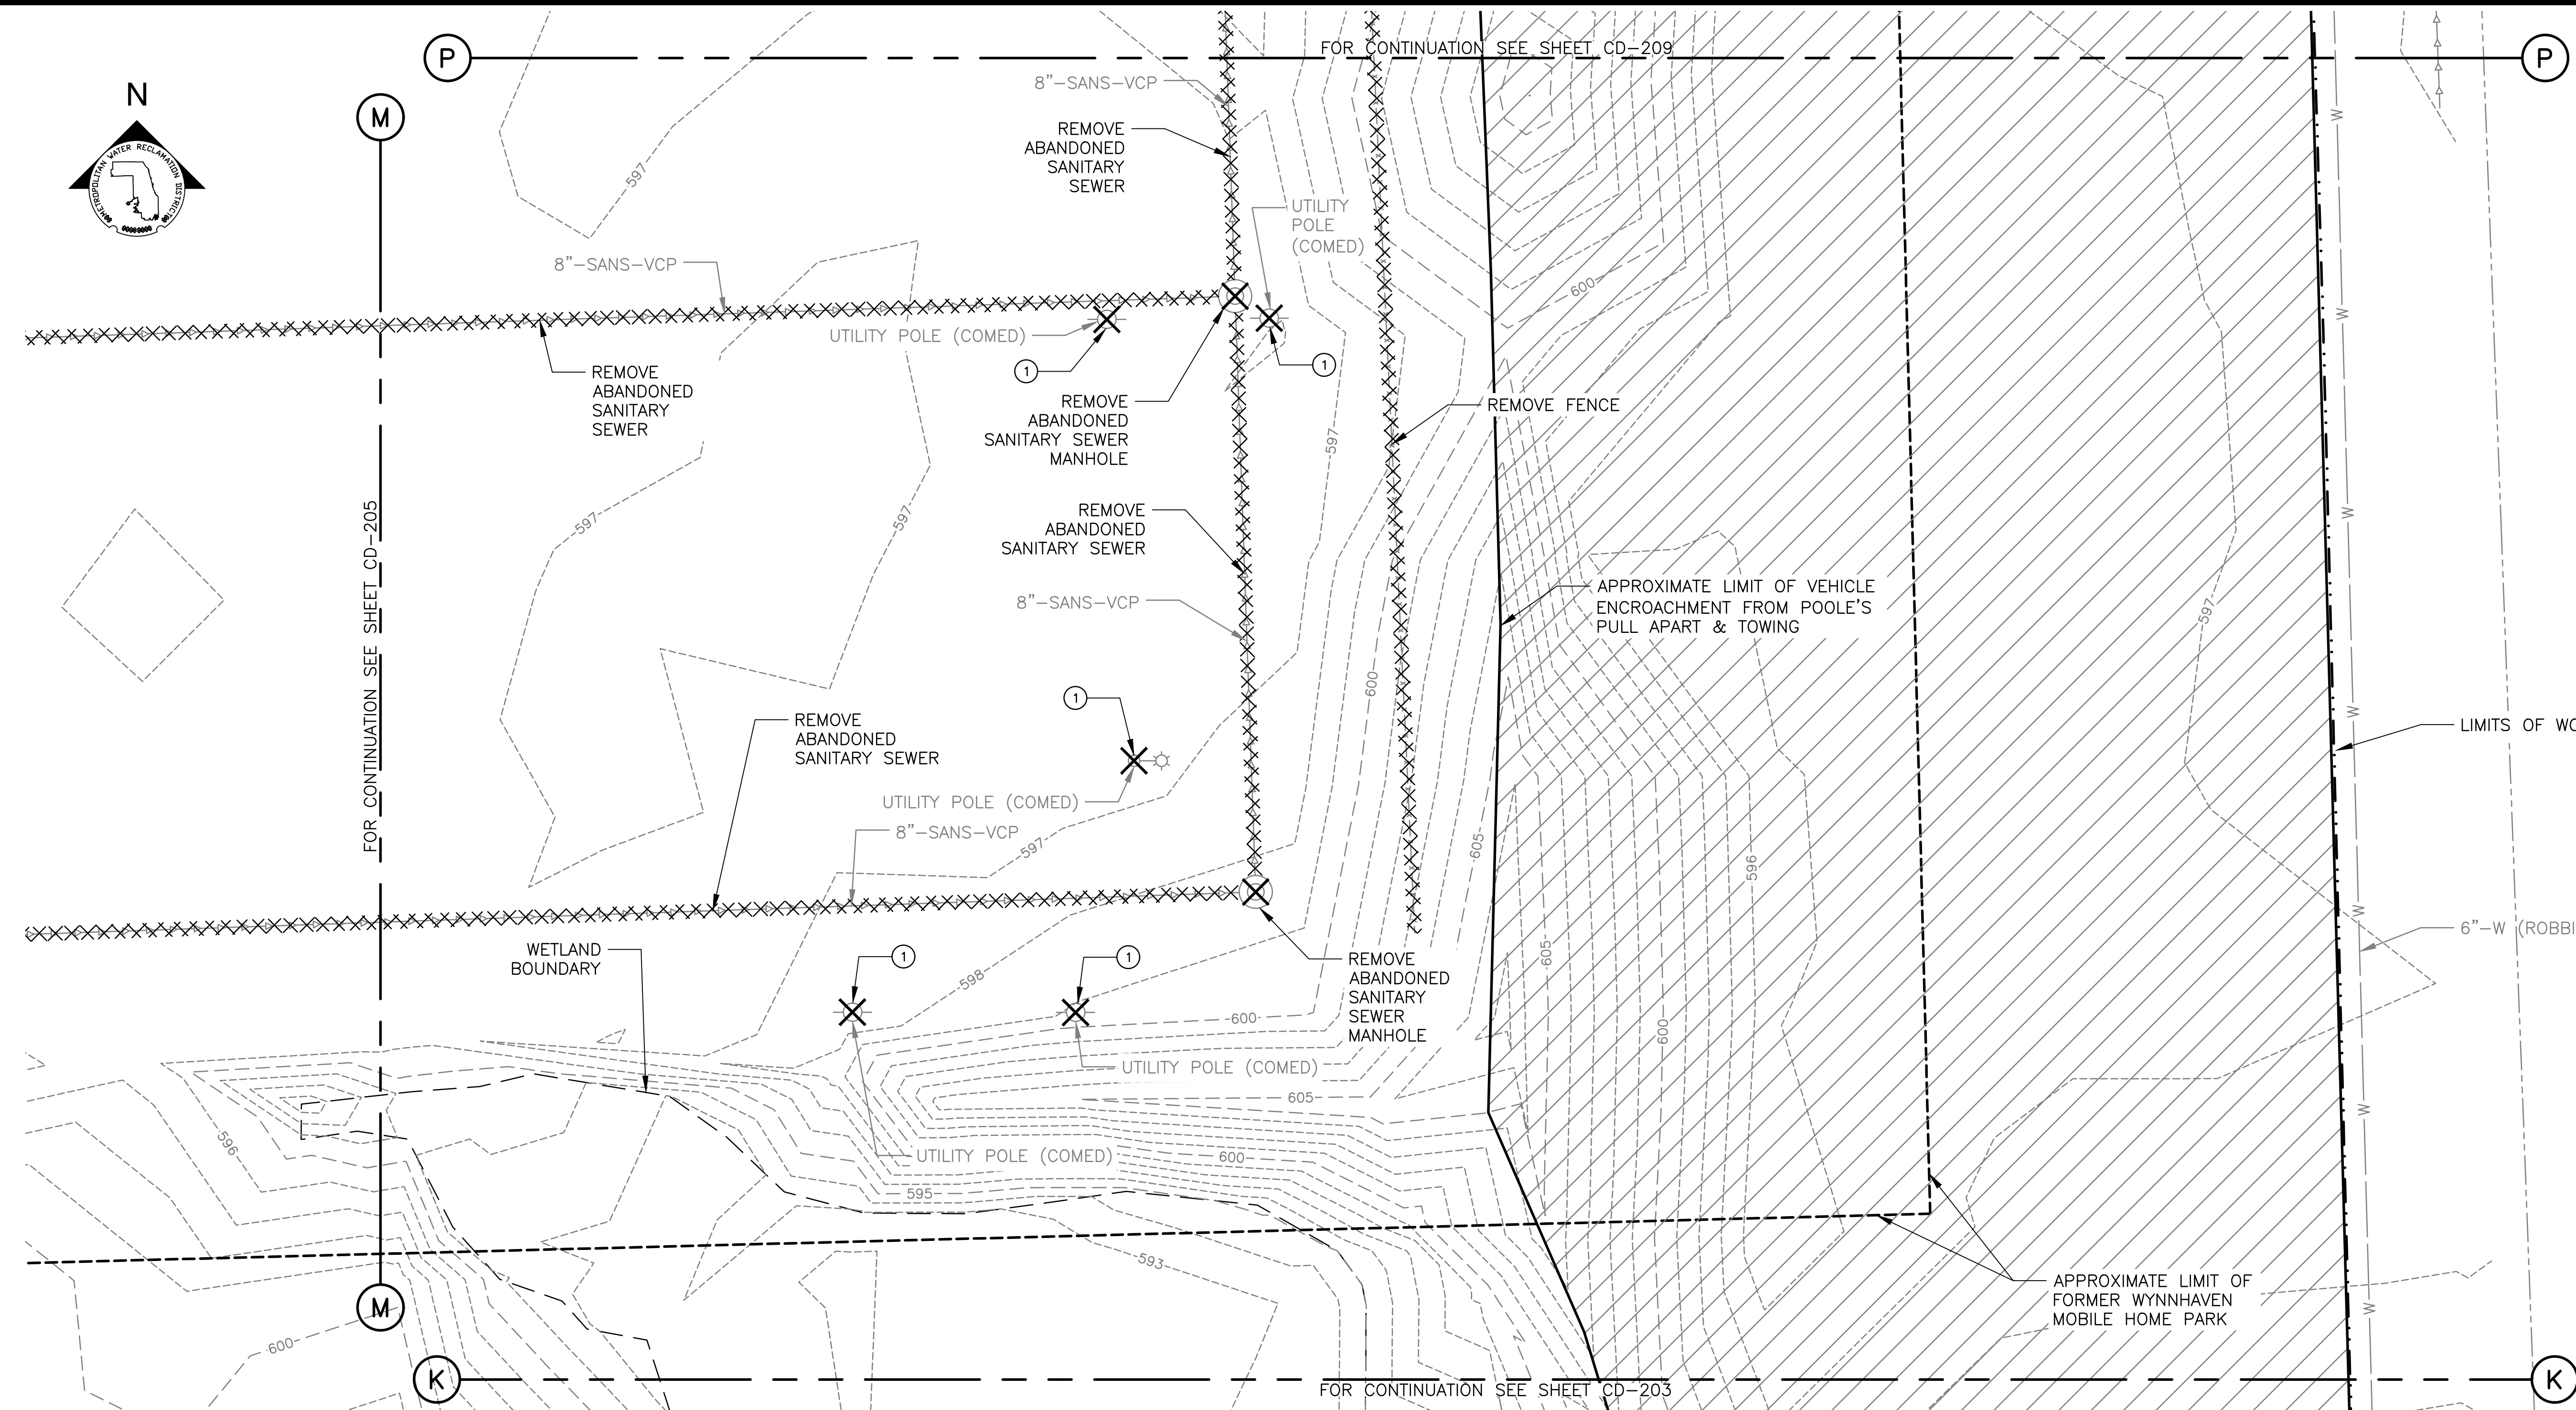 P
FOR CONTINUATION SEE SHEET CD-209
P
N
METROPOLITAN WATER RECLAMATION DISTRICT
M
8"-SANS-VCP
REMOVE
ABANDONED
SANITARY
SEWER
597
UTILITY
POLE
(COMED)
8"-SANS-VCP
W
600
W
UTILITY POLE (COMED)
1
1
REMOVE
ABANDONED
SANITARY
SEWER
REMOVE
ABANDONED
SANITARY SEWER
MANHOLE
REMOVE FENCE
597
597
597
REMOVE
ABANDONED
SANITARY SEWER
W
FOR CONTINUATION SEE SHEET CD-205
8"-SANS-VCP
APPROXIMATE LIMIT OF VEHICLE
ENCROACHMENT FROM POOLE'S
PULL APART & TOWING
597
600
1
W
REMOVE
ABANDONED
SANITARY SEWER
LIMITS OF WO
UTILITY POLE (COMED)
8"-SANS-VCP
597
605
596
W
6"-W (ROBBI
WETLAND
BOUNDARY
1
1
REMOVE
ABANDONED
SANITARY
SEWER
MANHOLE
605
598
600
600
UTILITY POLE (COMED)
605
W
596
UTILITY POLE (COMED)
600
595
593
APPROXIMATE LIMIT OF
FORMER WYNNHAVEN
MOBILE HOME PARK
M
W
600
K
FOR CONTINUATION SEE SHEET CD-203
K